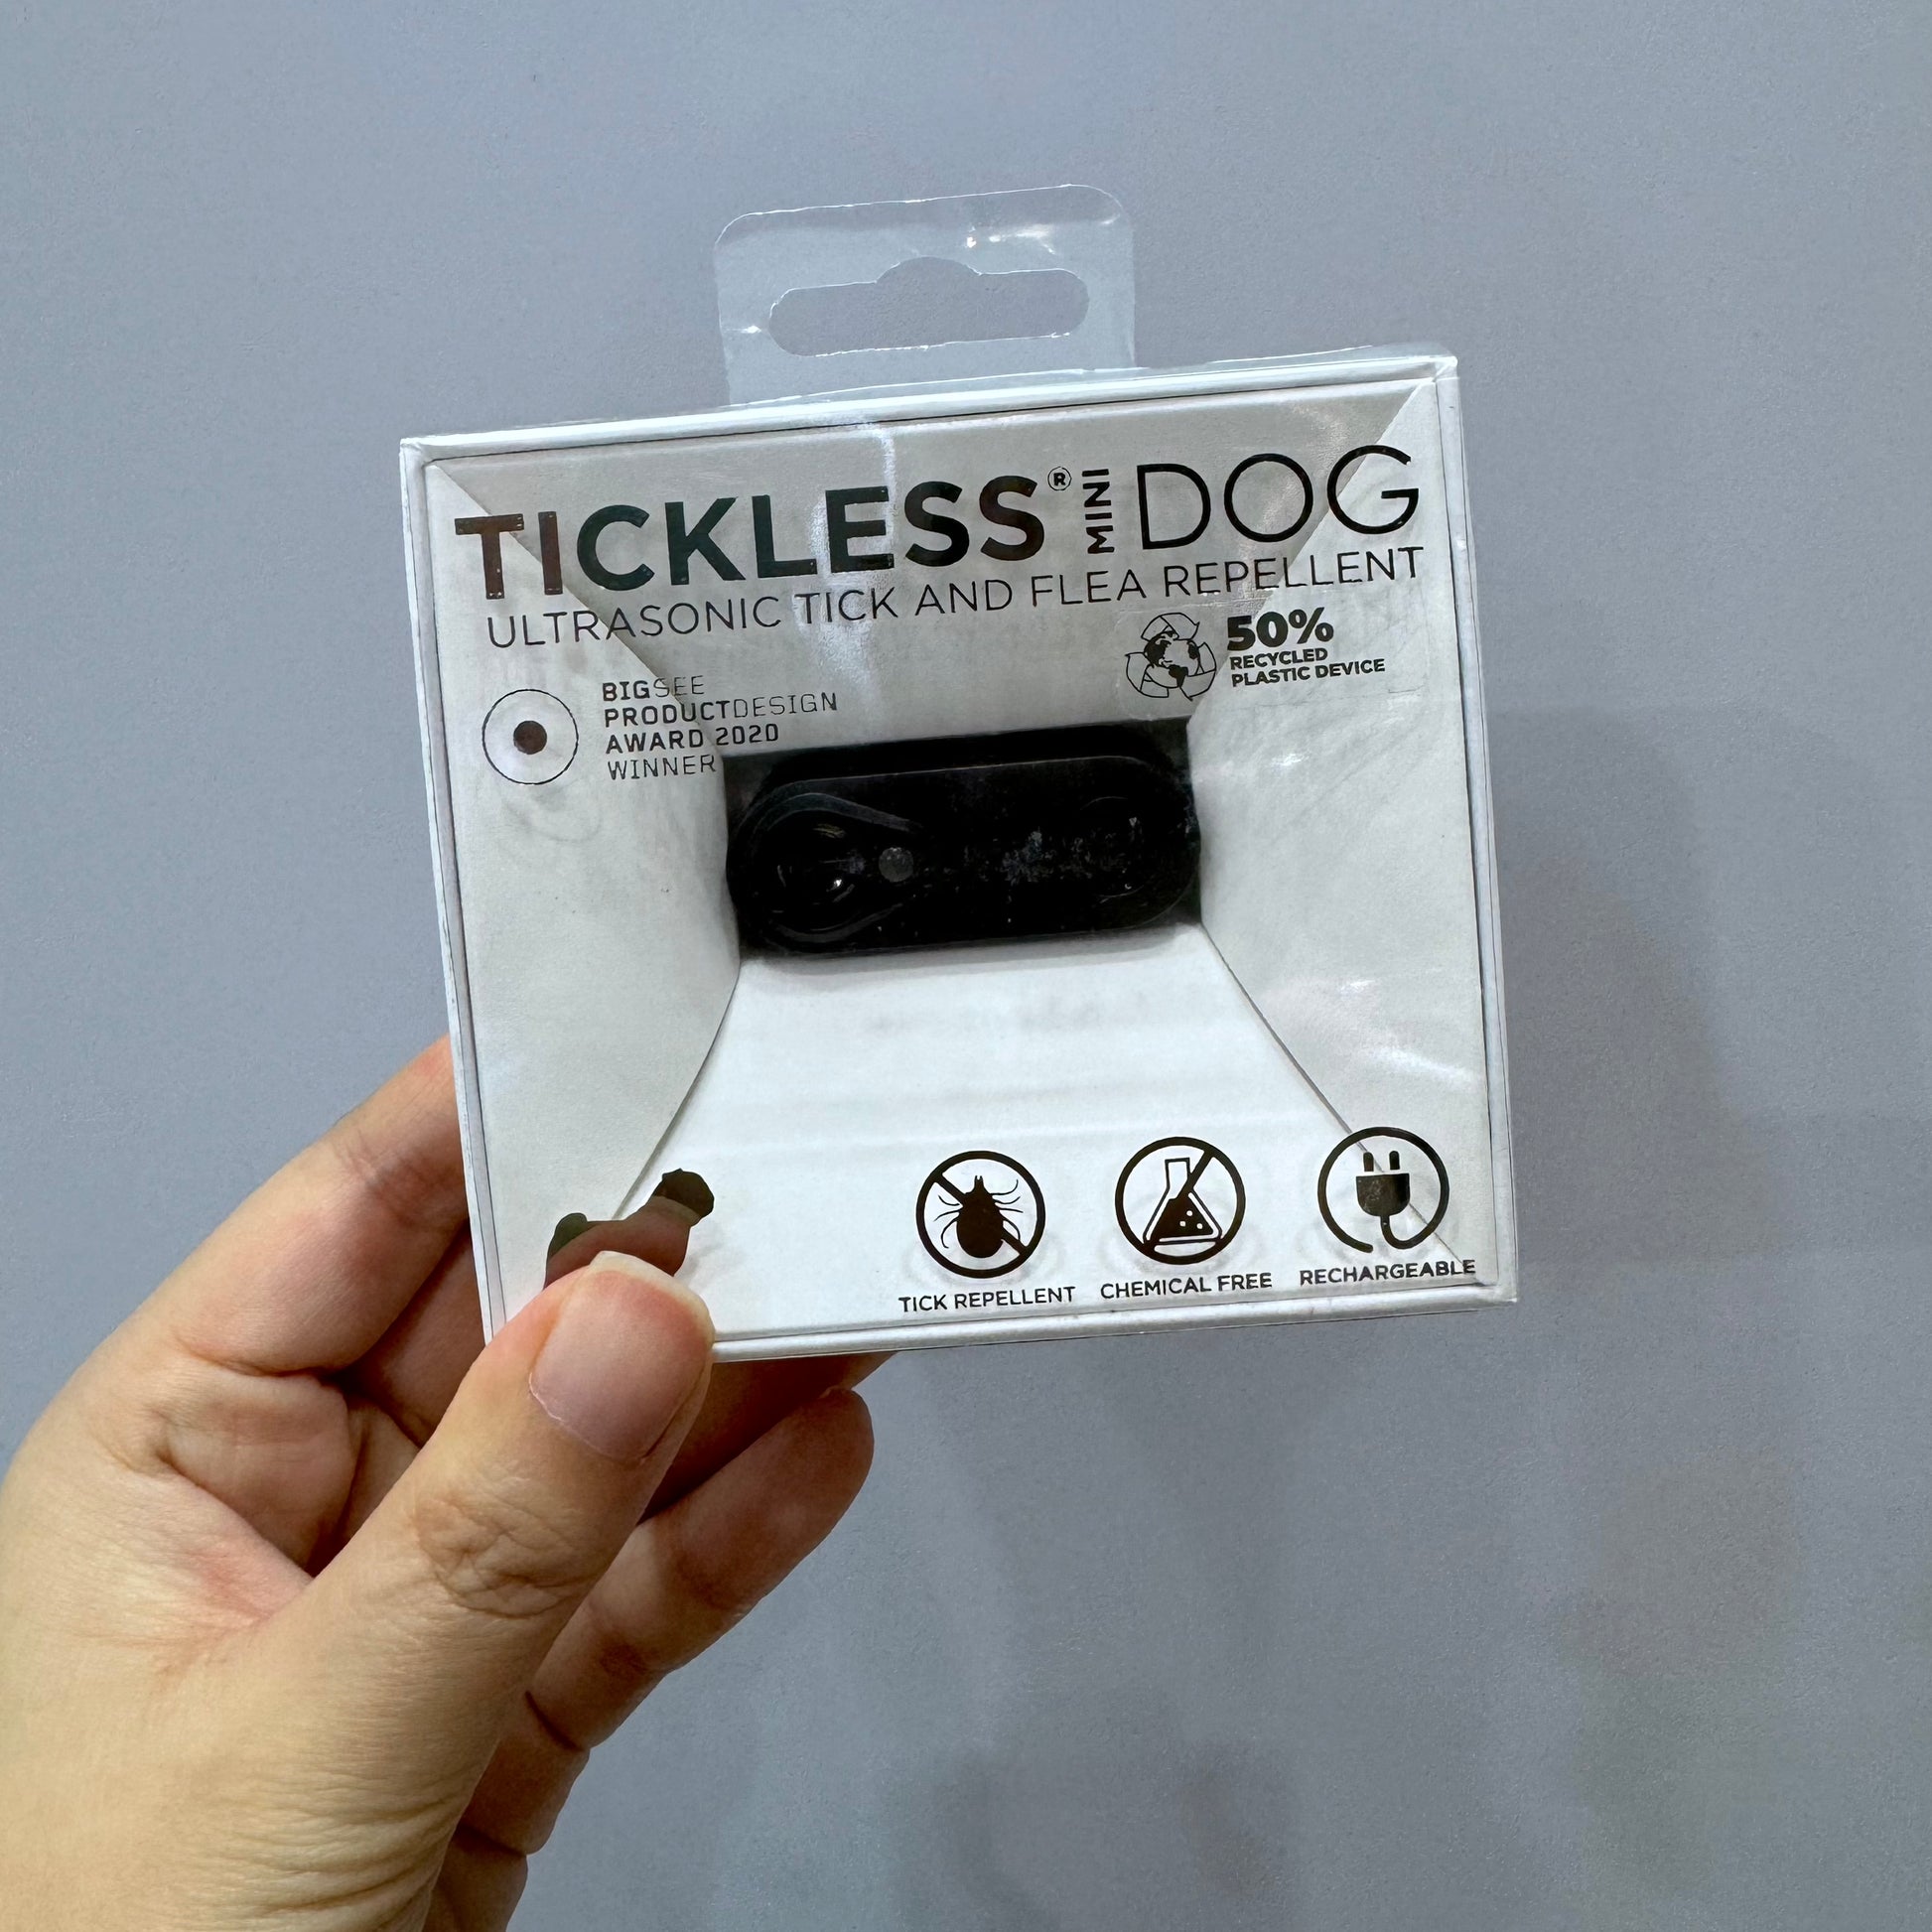 TICKLESS® MINI DOG
ULTRASONIC TICK AND FLEA REPELLENT
50%
RECYCLED
PLASTIC DEVICE
BIGSEE
PRODUCTDESIGN
AWARD 2020
WINNER
TICK REPELLENT
CHEMICAL FREE
RECHARGEABLE